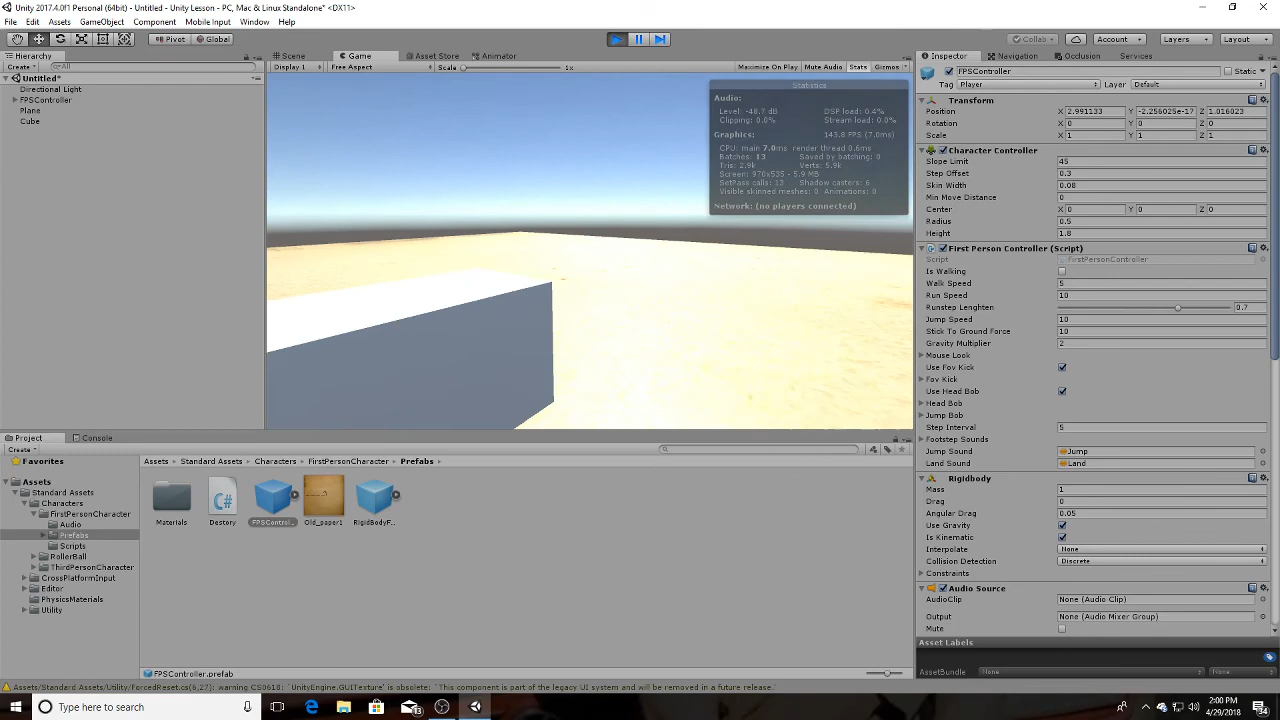 Unity 2017.4.0f1 Personal (64bit) - Untitled - Unity Lesson - PC, Mac & Linux Standalone* <DX11>
File Edit Assets GameObject Component Mobile Input Window Help
Pivot Global Collab Account Layers Layout
Hierarchy
Create All
Untitled*
Directional Light
FPSController
Plane
Cube
Scene Game Asset Store Animator
Display 1 Free Aspect Scale 1x Maximize On Play Mute Audio Stats Gizmos
Statistics
Audio:
Level: -48.7 dB DSP load: 0.4%
Clipping: 0.0% Stream load: 0.0%
Graphics: 143.8 FPS (7.0ms)
CPU: main 7.0ms render thread 0.6ms
Batches: 13 Saved by batching: 0
Tris: 2.9k Verts: 5.9k
Screen: 970x535 - 5.9 MB
SetPass calls: 13 Shadow casters: 6
Visible skinned meshes: 0 Animations: 0
Network: (no players connected)
Inspector Navigation Occlusion Services
FPSController Static
Tag Player Layer Default
Transform
Position X 2.991133 Y -2.256025e-17 Z 1.016023
Rotation X 0 Y 0 Z 0
Scale X 1 Y 1 Z 1
Character Controller
Slope Limit 45
Step Offset 0.3
Skin Width 0.08
Min Move Distance 0
Center X 0 Y 0 Z 0
Radius 0.5
Height 1.8
First Person Controller (Script)
Script FirstPersonController
Is Walking
Walk Speed 5
Run Speed 10
Runstep Lenghten 0.7
Jump Speed 10
Stick To Ground Force 10
Gravity Multiplier 2
Mouse Look
Use Fov Kick
Fov Kick
Use Head Bob
Head Bob
Jump Bob
Step Interval 5
Footstep Sounds
Jump Sound Jump
Land Sound Land
Rigidbody
Mass 1
Drag 0
Angular Drag 0.05
Use Gravity
Is Kinematic
Interpolate None
Collision Detection Discrete
Constraints
Audio Source
AudioClip None (Audio Clip)
Output None (Audio Mixer Group)
Mute
Asset Labels
AssetBundle None None
Project Console
Create
Favorites
Assets
Standard Assets
Characters
FirstPersonCharacter
Audio
Prefabs
Scripts
RollerBall
ThirdPersonCharacter
CrossPlatformInput
Editor
PhysicsMaterials
Utility
Assets Standard Assets Characters FirstPersonCharacter Prefabs
Materials Destory FPSControl... Old_paper1 RigidBodyF...
FPSController.prefab
Assets/Standard Assets/Utility/ForcedReset.cs(6,27): warning CS0618: `UnityEngine.GUITexture' is obsolete: `"This component is part of the legacy UI system and will be removed in a future release."'
Type here to search
2:00 PM
4/29/2018